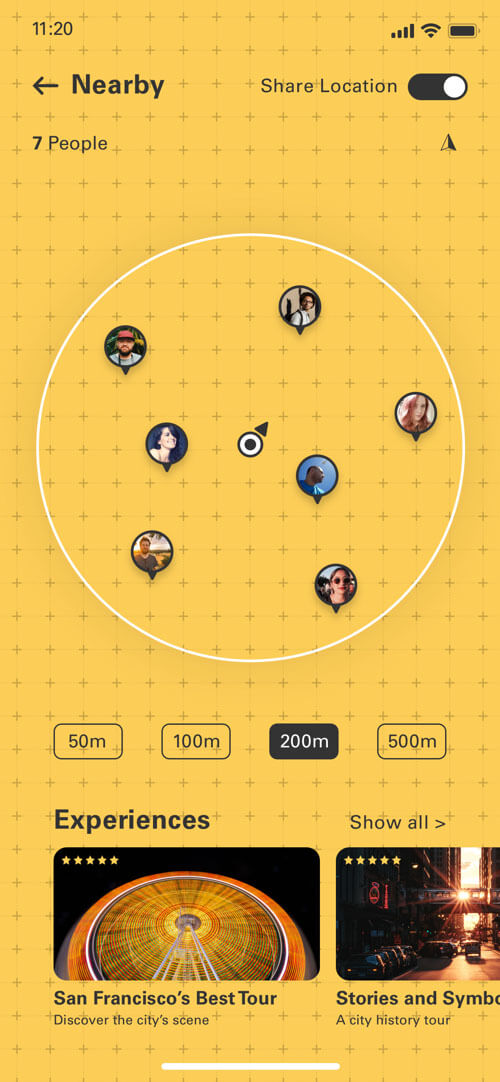 11:20
Nearby
Share Location
7 People
50m
100m
200m
500m
Experiences
Show all >
San Francisco's Best Tour
Discover the city's scene
Stories and Symbo
A city history tour